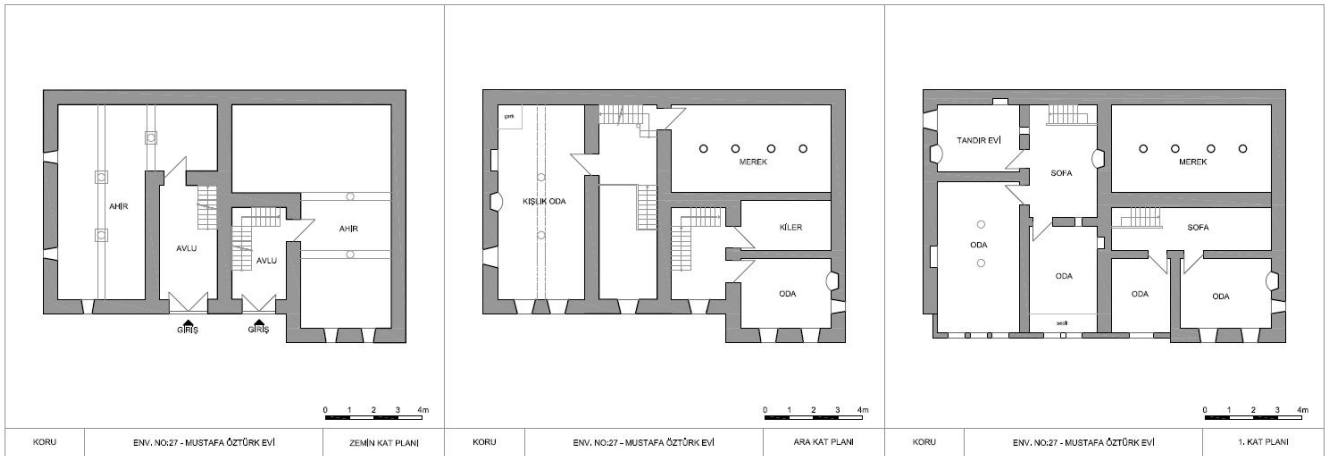 AHIR
AVLU
AVLU
AHIR
GİRİŞ
GİRİŞ
0 1 2 3 4m
KORU
ENV. NO:27 - MUSTAFA ÖZTÜRK EVİ
ZEMİN KAT PLANI
KIŞLIK ODA
MEREK
KİLER
ODA
0 1 2 3 4m
KORU
ENV. NO:27 - MUSTAFA ÖZTÜRK EVİ
ARA KAT PLANI
TANDIR EVİ
SOFA
MEREK
SOFA
ODA
ODA
ODA
ODA
sedir
0 1 2 3 4m
KORU
ENV. NO:27 - MUSTAFA ÖZTÜRK EVİ
1. KAT PLANI